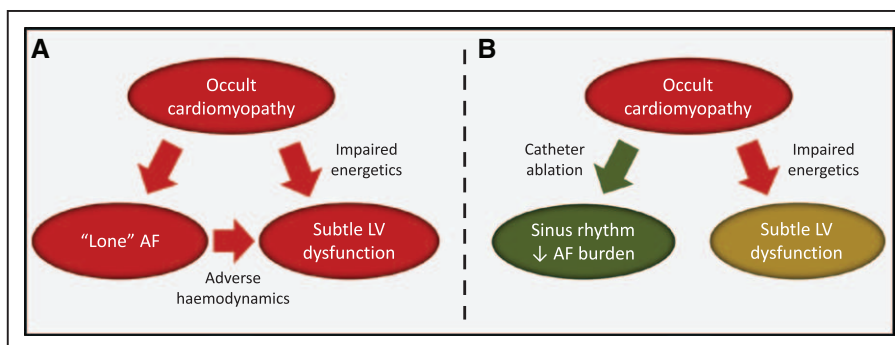 A
Occult
cardiomyopathy
Impaired
energetics
“Lone” AF
Subtle LV
dysfunction
Adverse
haemodynamics
B
Occult
cardiomyopathy
Catheter
ablation
Impaired
energetics
Sinus rhythm
↓ AF burden
Subtle LV
dysfunction